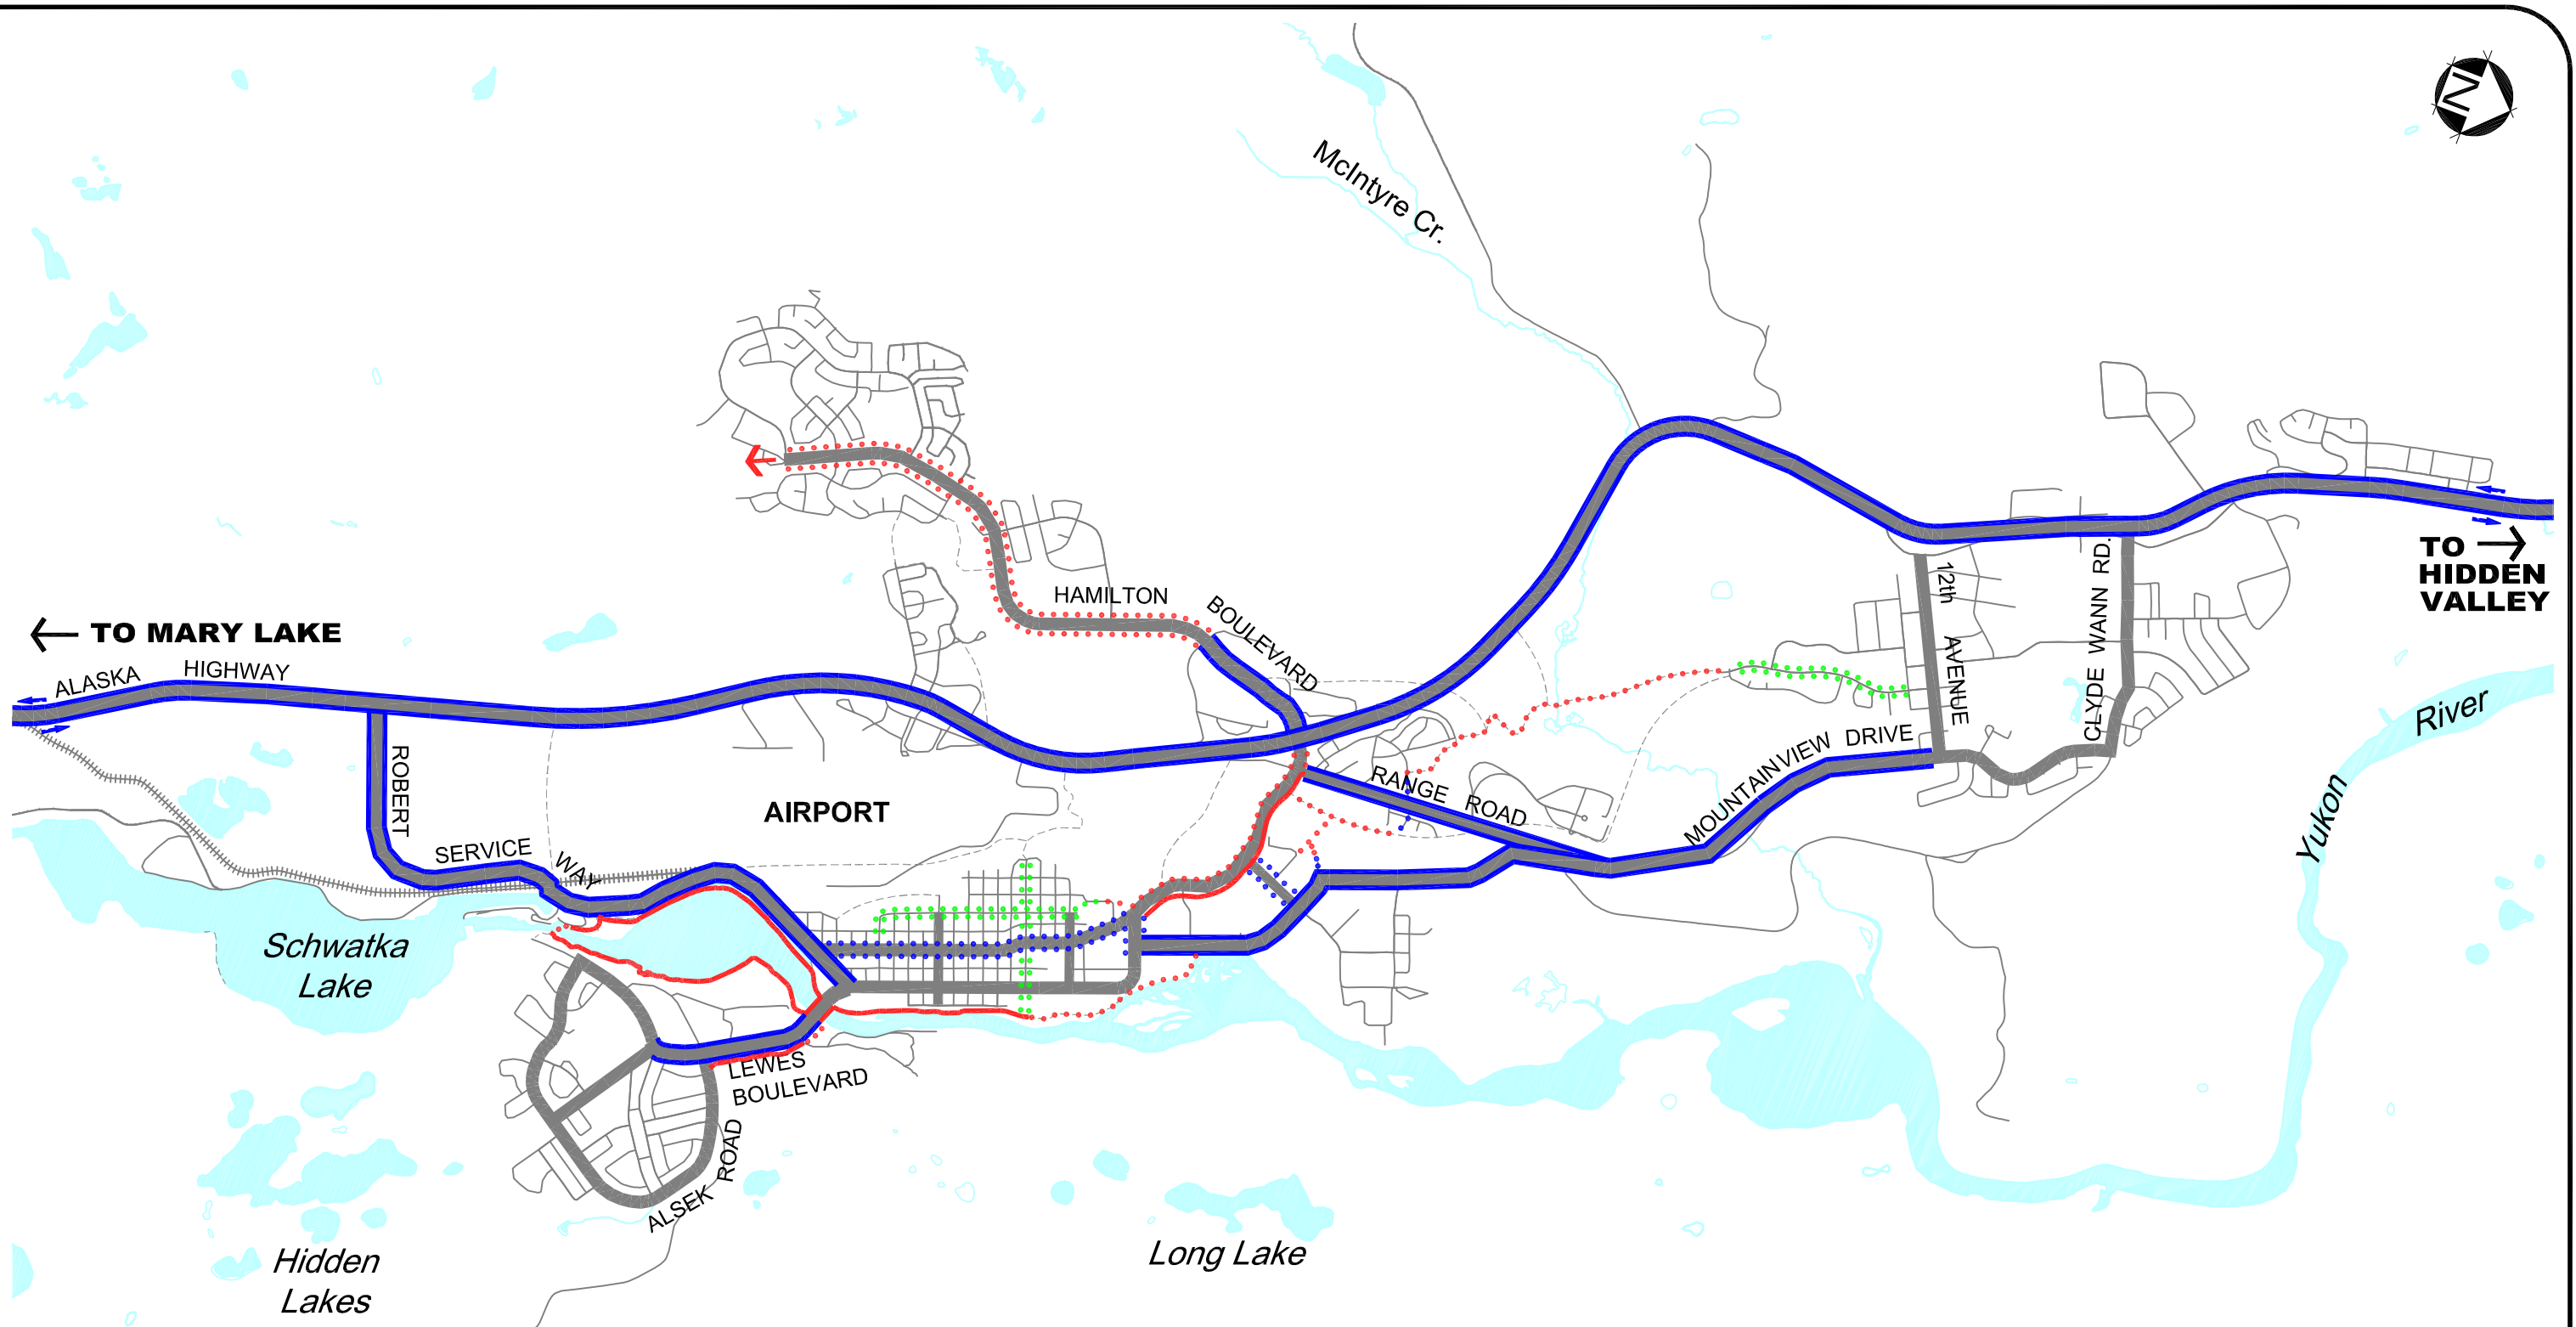 N
McIntyre Cr.
HAMILTON
BOULEVARD
12th
AVENUE
CLYDE WANN RD.
TO
HIDDEN
VALLEY
TO MARY LAKE
ALASKA HIGHWAY
ROBERT
SERVICE
WAY
AIRPORT
RANGE ROAD
MOUNTAINVIEW DRIVE
Yukon
River
Schwatka
Lake
LEWES
BOULEVARD
ALSEK ROAD
Hidden
Lakes
Long Lake